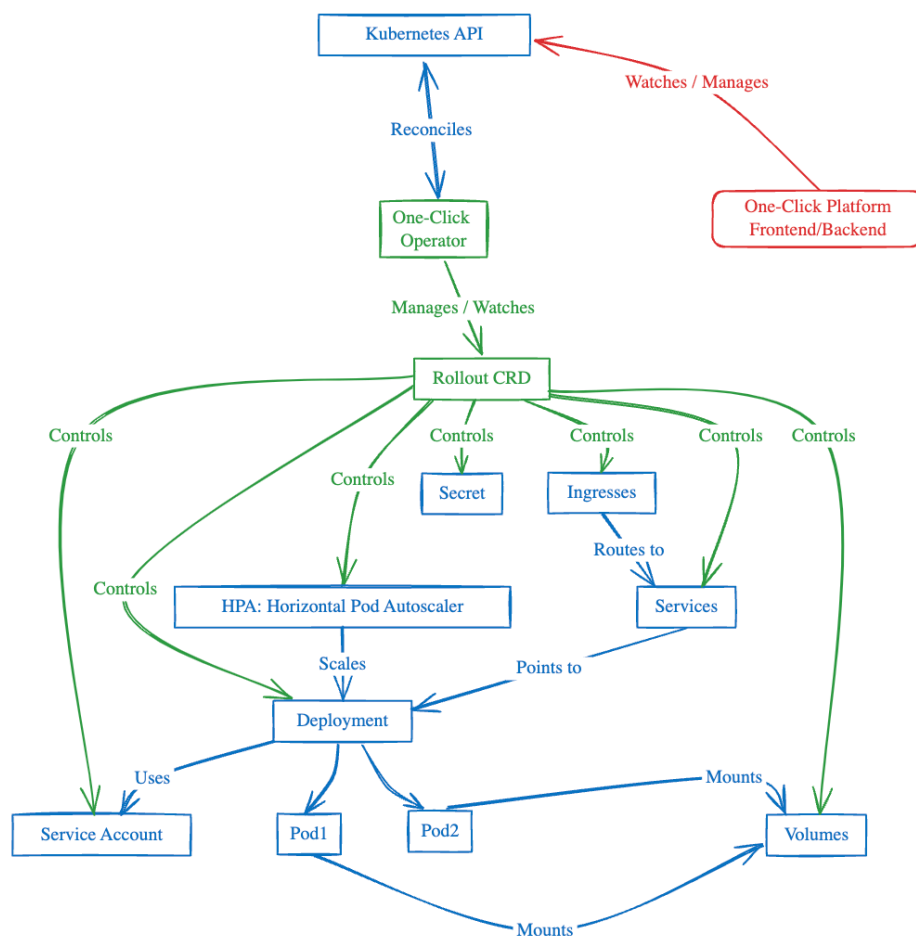 Kubernetes API
Watches / Manages
Reconciles
One-Click Platform
Frontend/Backend
One-Click
Operator
Manages / Watches
Rollout CRD
Controls
Controls
Controls
Controls
Controls
Controls
Secret
Ingresses
Routes to
Controls
HPA: Horizontal Pod Autoscaler
Services
Scales
Points to
Deployment
Uses
Mounts
Service Account
Pod1
Pod2
Volumes
Mounts